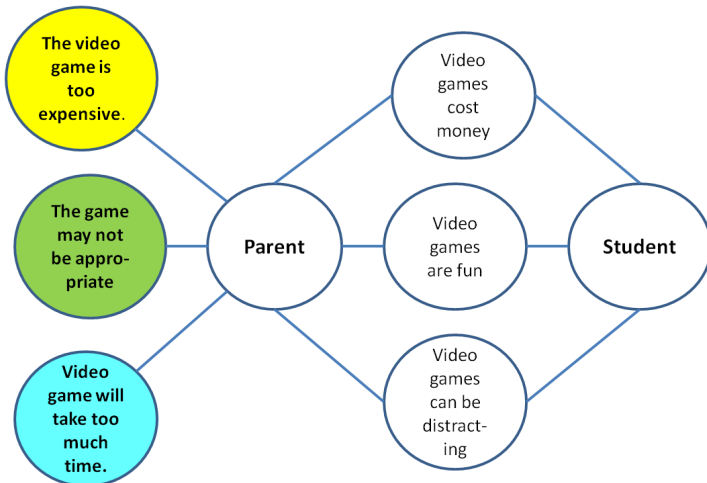 The video
game is
too
expensive.
The game
may not
be appro-
priate
Video
game will
take too
much
time.
Parent
Video
games
cost
money
Video
games
are fun
Video
games
can be
distract-
ing
Student